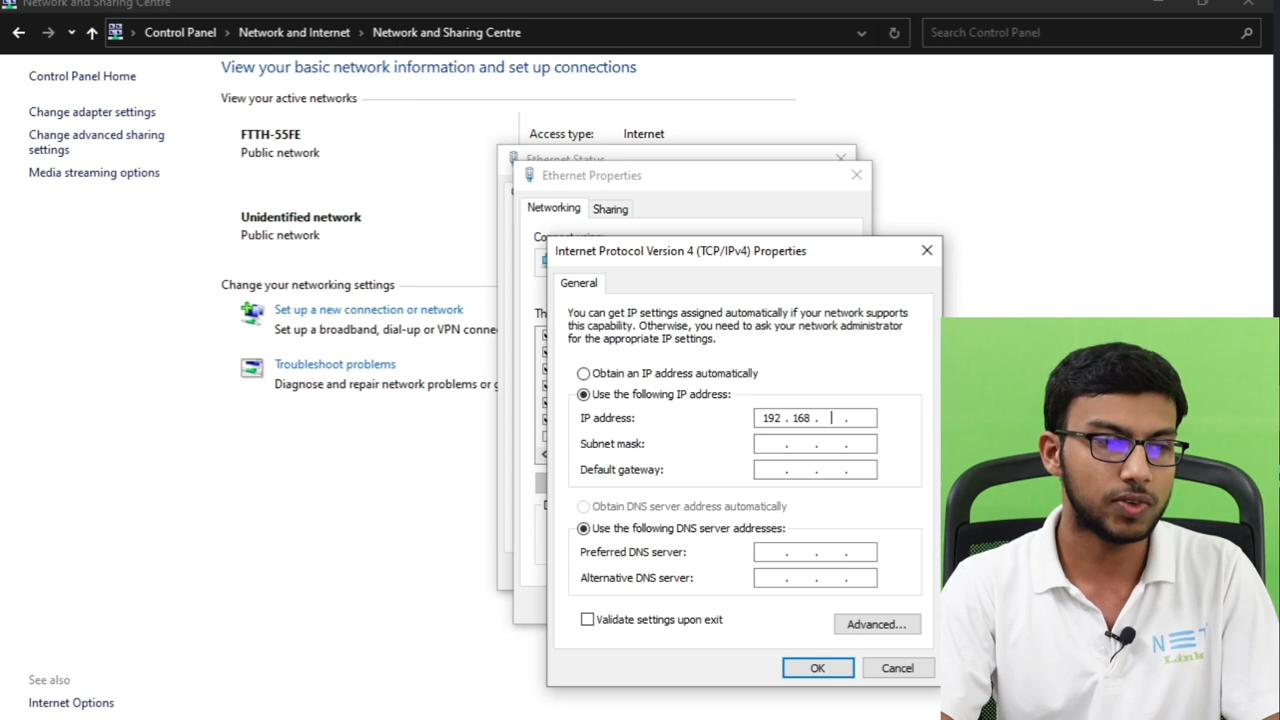 Network and Sharing Centre
Control Panel > Network and Internet > Network and Sharing Centre
Search Control Panel
Control Panel Home
Change adapter settings
Change advanced sharing
settings
Media streaming options
See also
Internet Options
View your basic network information and set up connections
View your active networks
FTTH-55FE
Public network
Access type: Internet
Unidentified network
Public network
Change your networking settings
Set up a new connection or network
Set up a broadband, dial-up or VPN conne
Troubleshoot problems
Diagnose and repair network problems or g
Ethernet Status
Ethernet Properties
Networking
Sharing
Internet Protocol Version 4 (TCP/IPv4) Properties
General
You can get IP settings assigned automatically if your network supports
this capability. Otherwise, you need to ask your network administrator
for the appropriate IP settings.
Obtain an IP address automatically
Use the following IP address:
IP address: 192 . 168 . .
Subnet mask: . . .
Default gateway: . . .
Obtain DNS server address automatically
Use the following DNS server addresses:
Preferred DNS server: . . .
Alternative DNS server: . . .
Validate settings upon exit
Advanced...
OK
Cancel
NET
Link